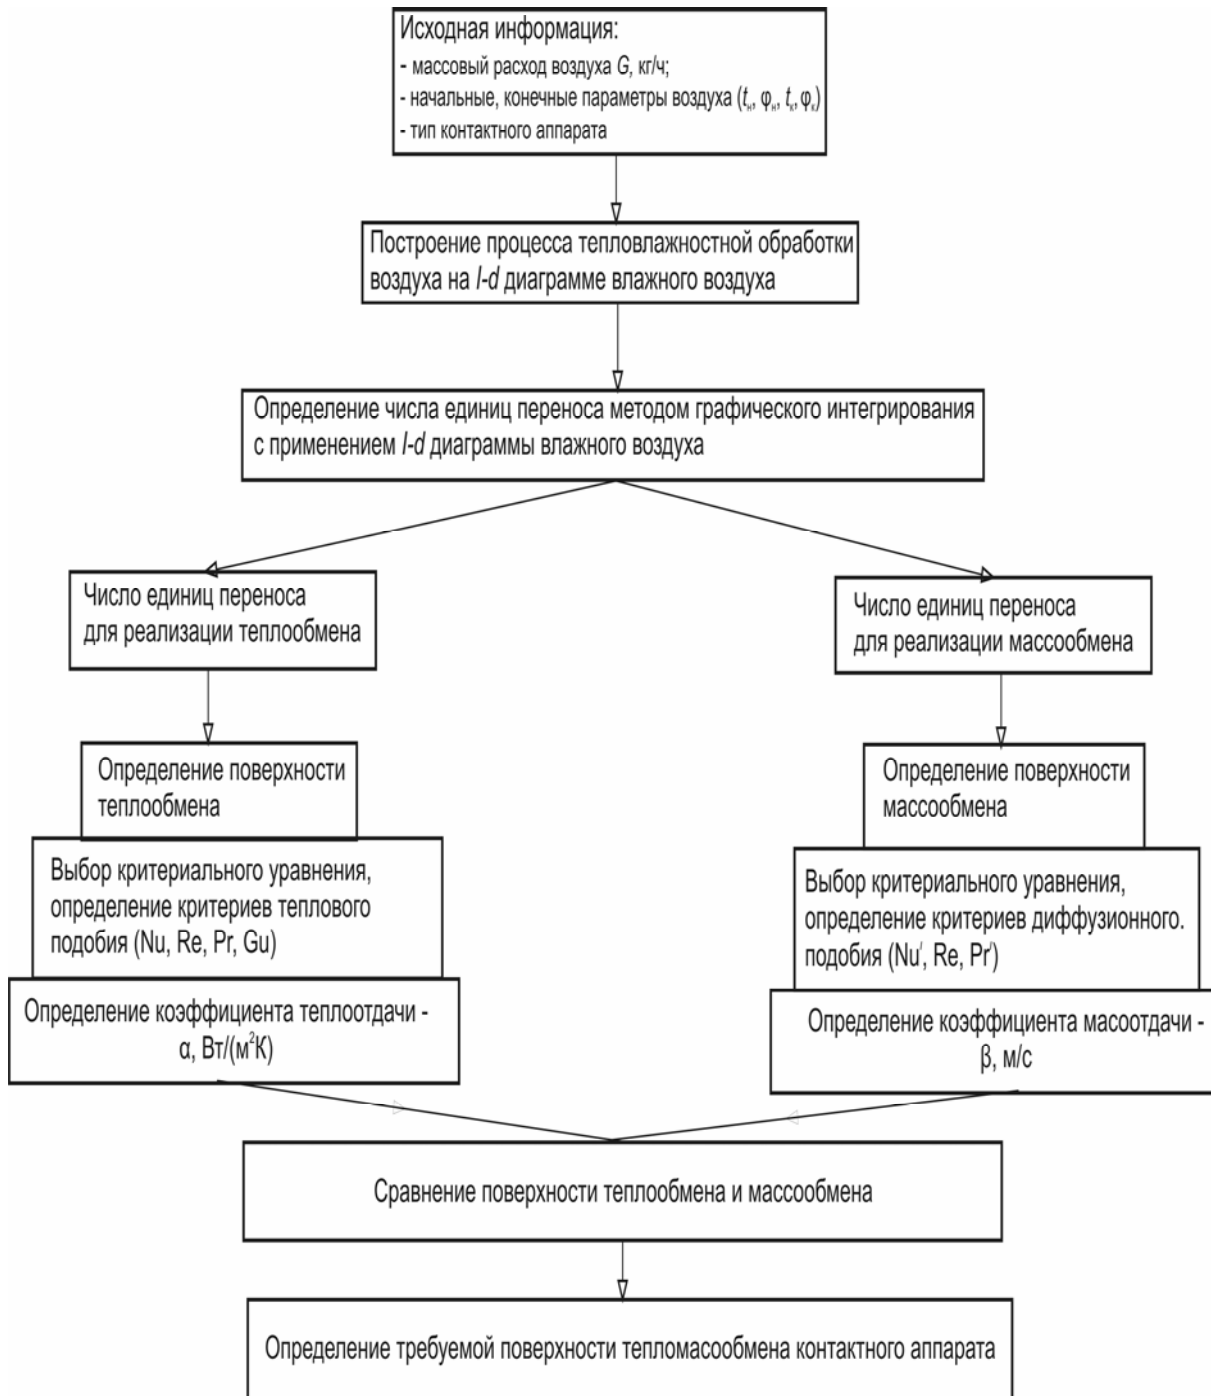 Исходная информация:
- массовый расход воздуха G, кг/ч;
- начальные, конечные параметры воздуха (tн, φн, tк, φк)
- тип контактного аппарата
Построение процесса тепловлажностной обработки
воздуха на I-d диаграмме влажного воздуха
Определение числа единиц переноса методом графического интегрирования
с применением I-d диаграммы влажного воздуха
Число единиц переноса
для реализации теплообмена
Определение поверхности
теплообмена
Выбор критериального уравнения,
определение критериев теплового
подобия (Nu, Re, Pr, Gu)
Определение коэффициента теплоотдачи -
α, Вт/(м²К)
Число единиц переноса
для реализации массообмена
Определение поверхности
массообмена
Выбор критериального уравнения,
определение критериев диффузионного.
подобия (Nu′, Re, Pr′)
Определение коэффициента масоотдачи -
β, м/с
Сравнение поверхности теплообмена и массообмена
Определение требуемой поверхности тепломасообмена контактного аппарата